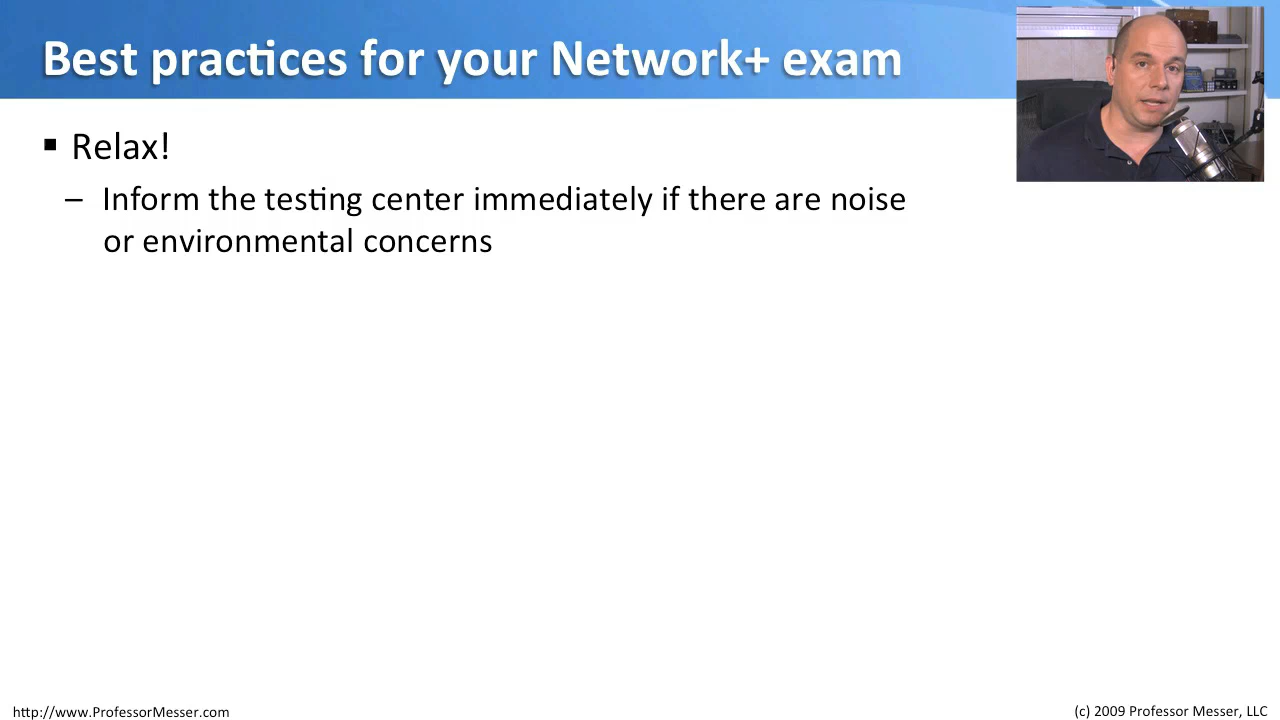 Best practices for your Network+ exam
▪ Relax!
– Inform the testing center immediately if there are noise
or environmental concerns
http://www.ProfessorMesser.com
(c) 2009 Professor Messer, LLC